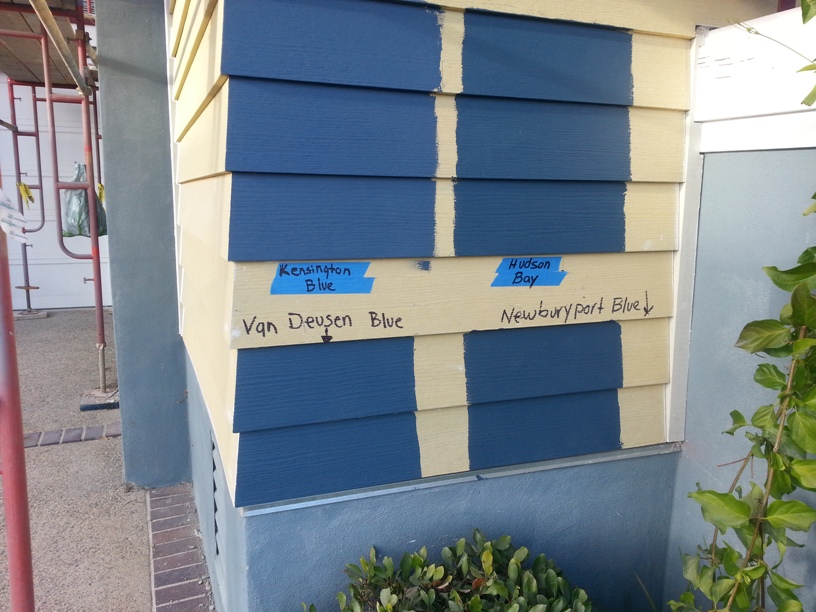 Kensington
Blue
Hudson
Bay
Van Deusen Blue
Newburyport Blue